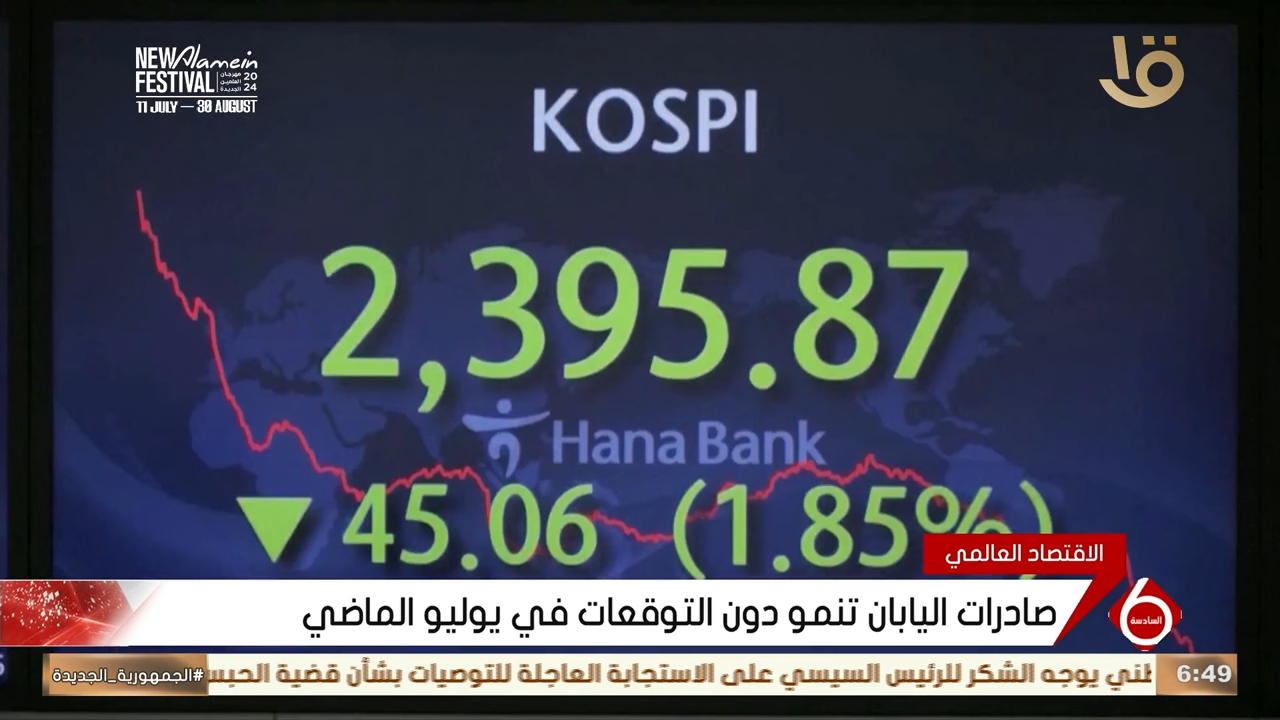 NEW Alamein
FESTIVAL
مهرجان
العلمين
الجديدة
2024
11 JULY — 30 AUGUST
KOSPI
2,395.87
Hana Bank
▼ 45.06 (1.85%)
الاقتصاد العالمي
صادرات اليابان تنمو دون التوقعات في يوليو الماضي
6
السادسة
6:49
يوجه الشكر للرئيس السيسي على الاستجابة العاجلة للتوصيات بشأن قضية
#الجمهورية_الجديدة